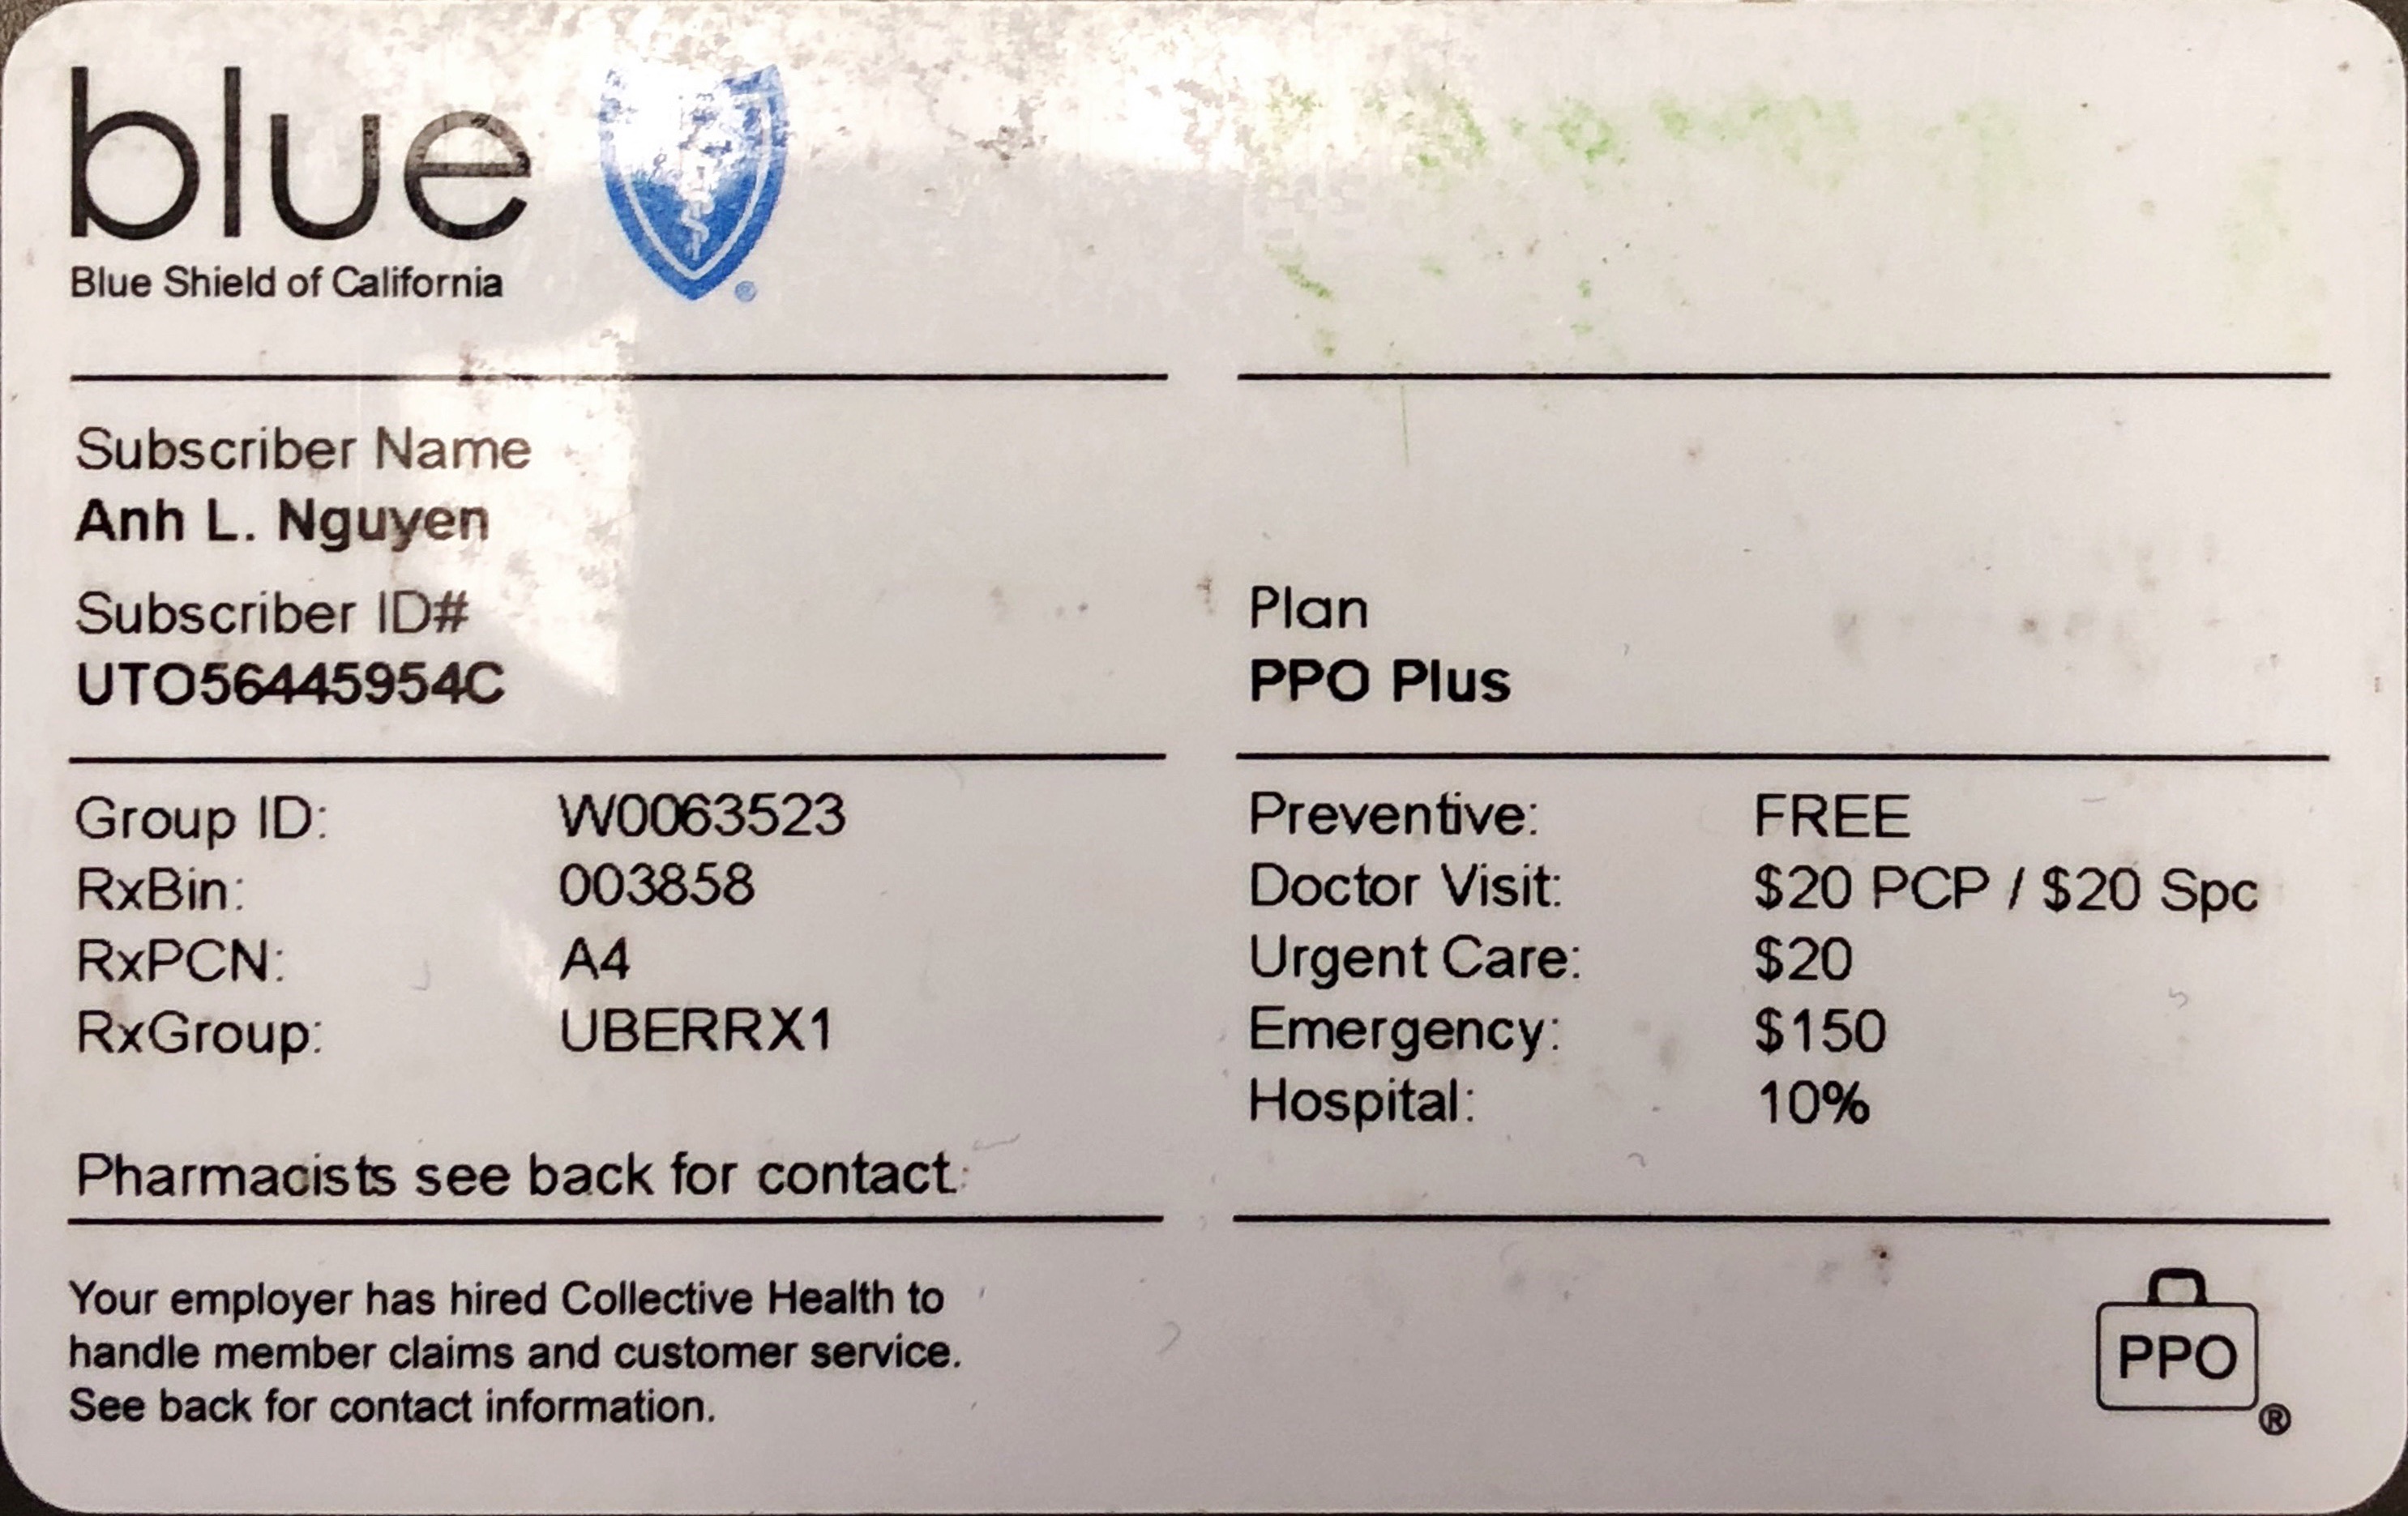 blue
Blue Shield of California
Subscriber Name
Anh L. Nguyen
Subscriber ID#
UTO56445954C
Plan
PPO Plus
Group ID: W0063523
RxBin: 003858
RxPCN: A4
RxGroup: UBERRX1
Pharmacists see back for contact.
Preventive: FREE
Doctor Visit: $20 PCP / $20 Spc
Urgent Care: $20
Emergency: $150
Hospital: 10%
Your employer has hired Collective Health to
handle member claims and customer service.
See back for contact information.
PPO
®